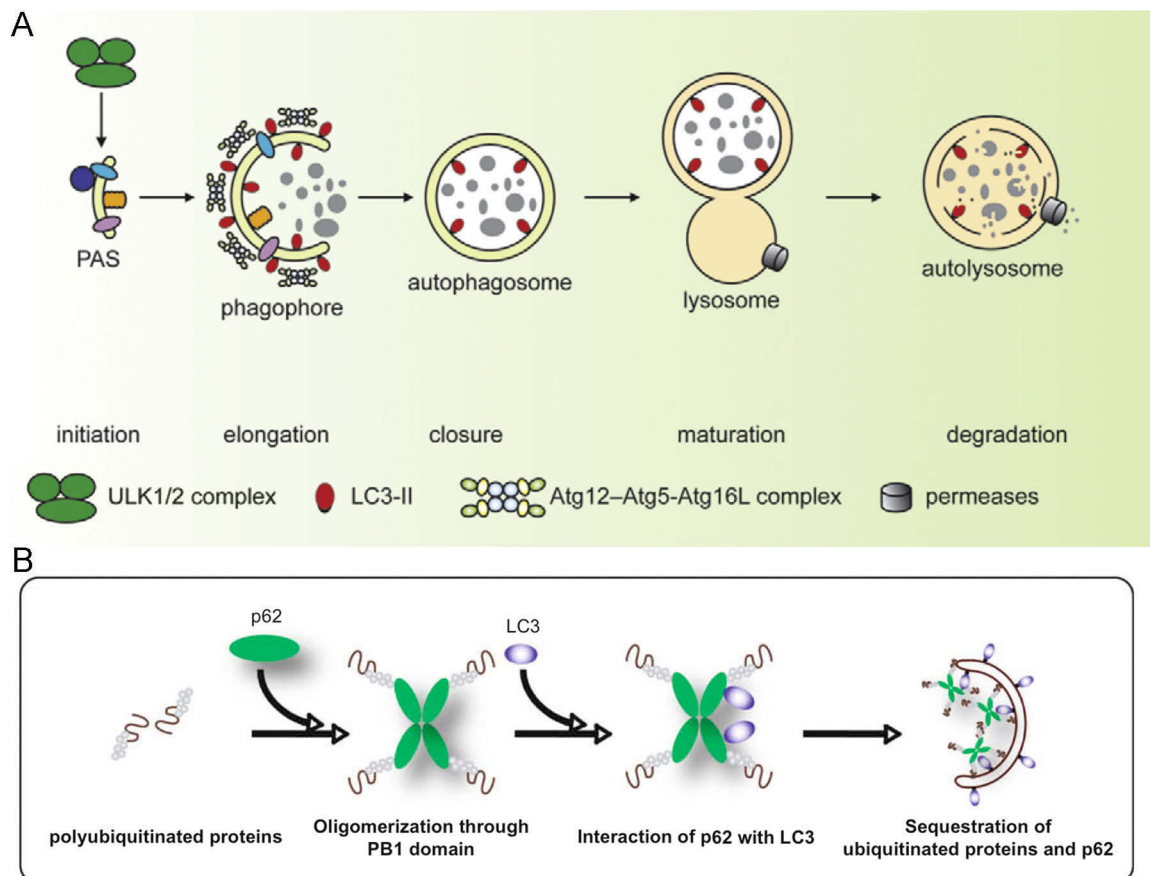 A
PAS
phagophore
autophagosome
lysosome
autolysosome
initiation
elongation
closure
maturation
degradation
ULK1/2 complex
LC3-II
Atg12–Atg5-Atg16L complex
permeases
B
p62
LC3
polyubiquitinated proteins
Oligomerization through
PB1 domain
Interaction of p62 with LC3
Sequestration of
ubiquitinated proteins and p62